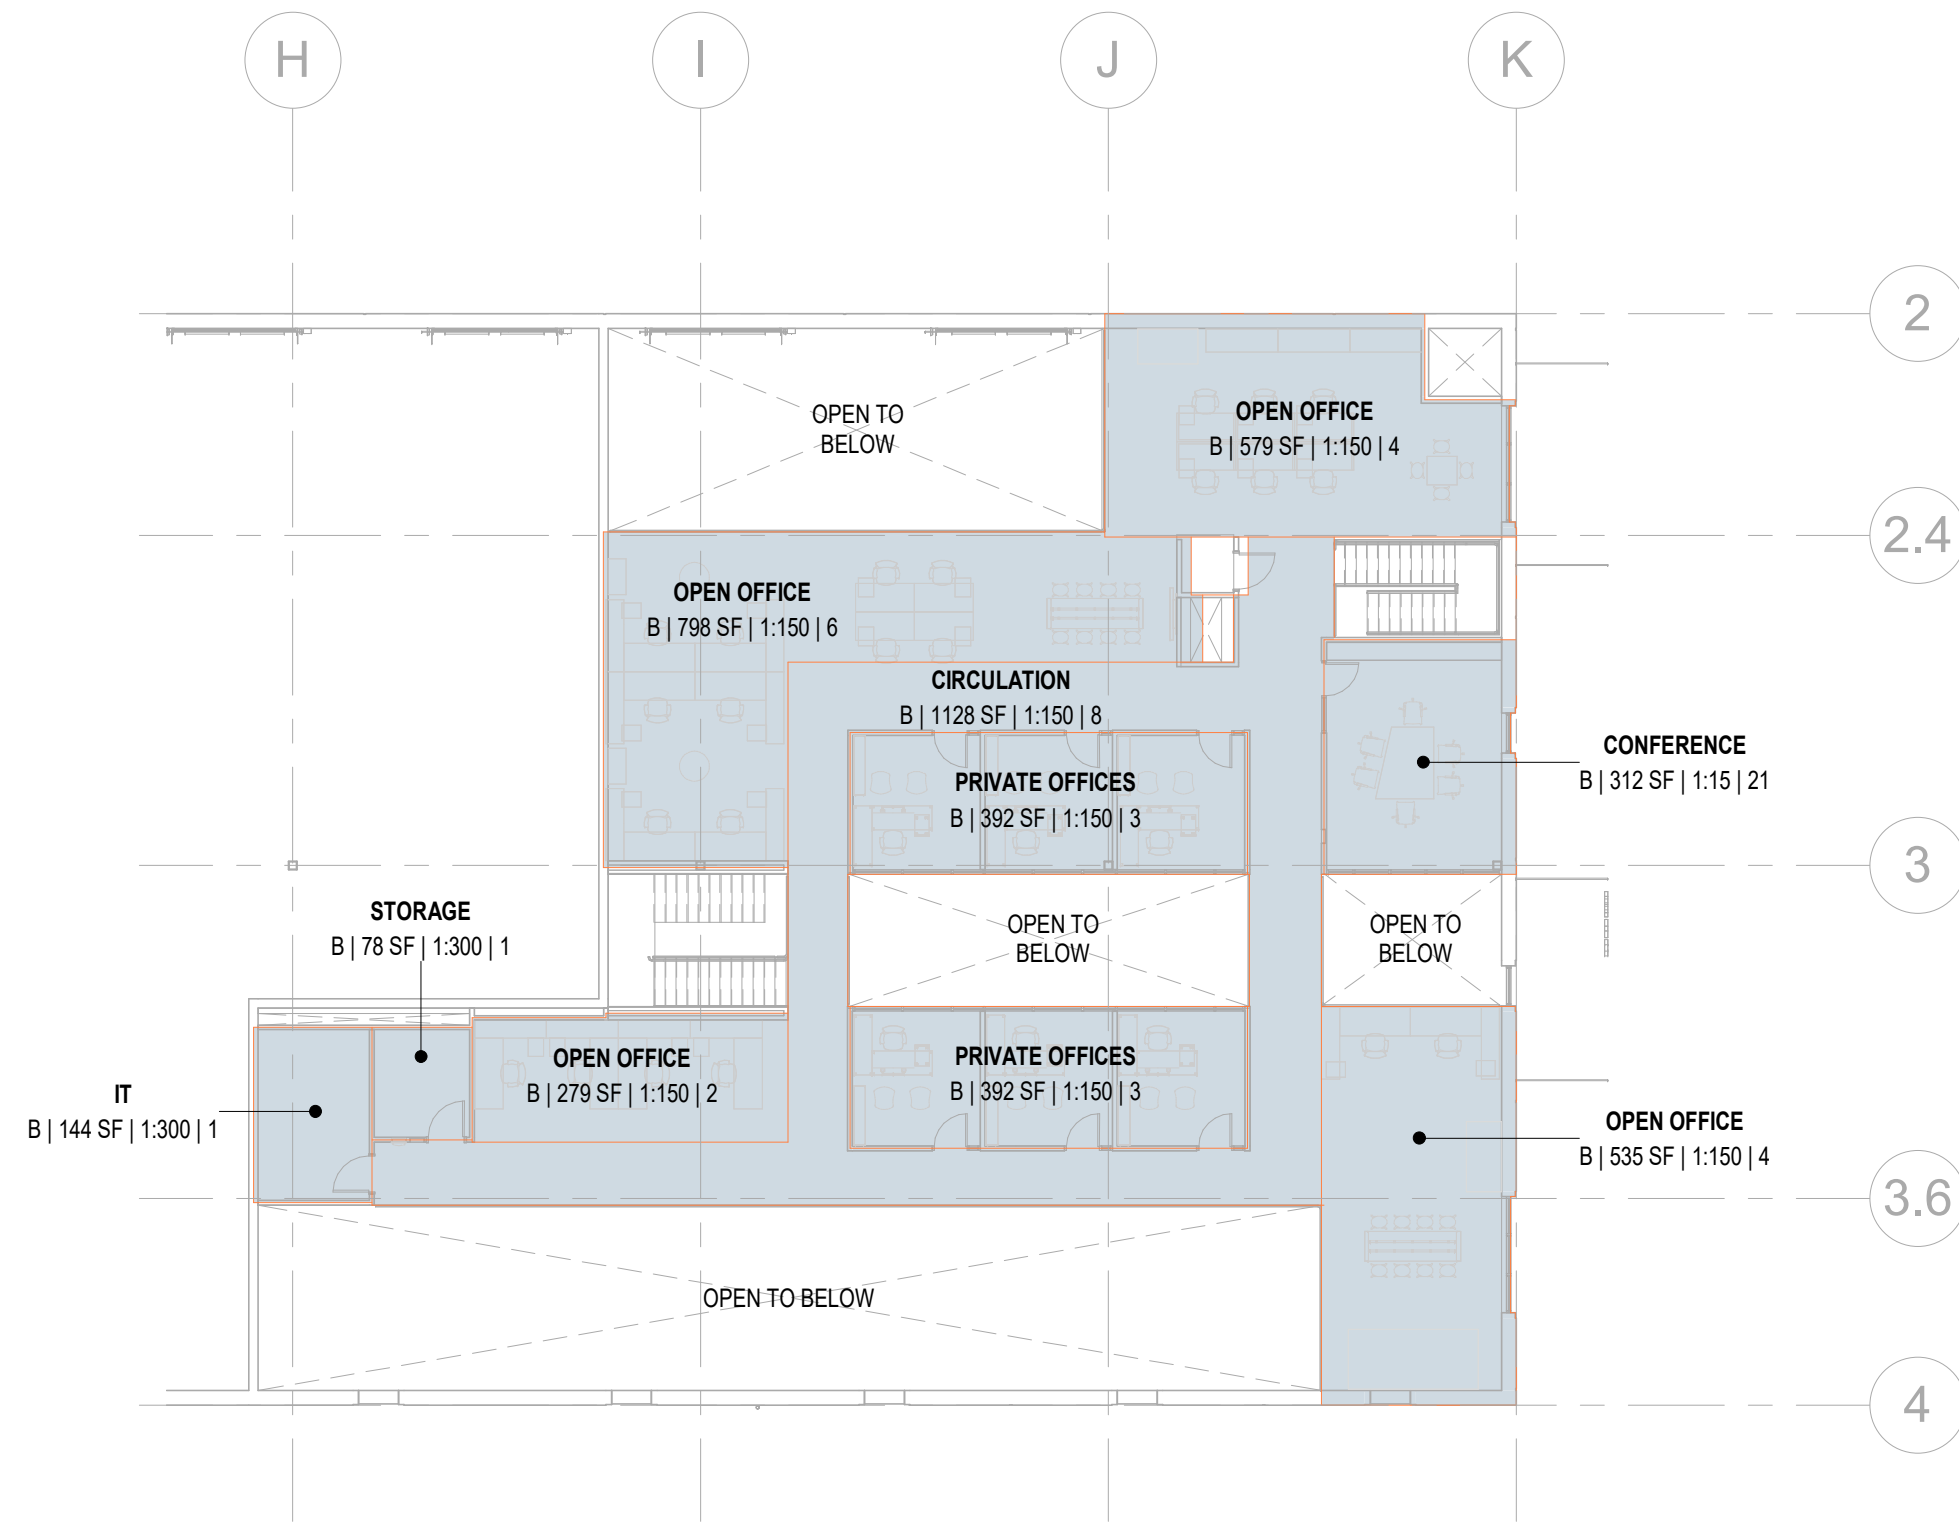 H
I
J
K
2
OPEN TO
BELOW
OPEN OFFICE
B | 579 SF | 1:150 | 4
2.4
OPEN OFFICE
B | 798 SF | 1:150 | 6
CIRCULATION
B | 1128 SF | 1:150 | 8
CONFERENCE
B | 312 SF | 1:15 | 21
PRIVATE OFFICES
B | 392 SF | 1:150 | 3
3
STORAGE
B | 78 SF | 1:300 | 1
OPEN TO
BELOW
OPEN TO
BELOW
IT
B | 144 SF | 1:300 | 1
OPEN OFFICE
B | 279 SF | 1:150 | 2
PRIVATE OFFICES
B | 392 SF | 1:150 | 3
OPEN OFFICE
B | 535 SF | 1:150 | 4
3.6
OPEN TO BELOW
4